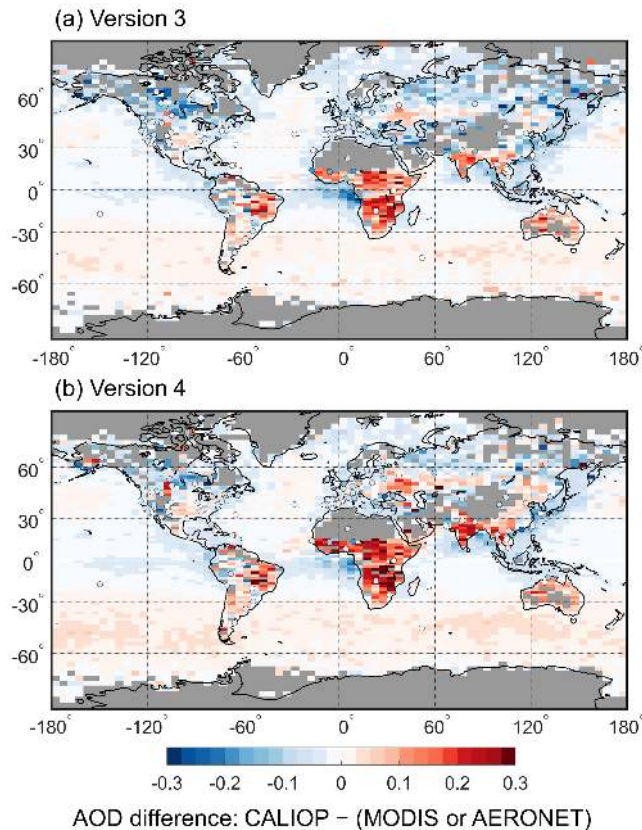 (a) Version 3
60°
30°
0°
-30°
-60°
-180° -120° -60° 0° 60° 120° 180°
(b) Version 4
60°
30°
0°
-30°
-60°
-180° -120° -60° 0° 60° 120° 180°
-0.3 -0.2 -0.1 0 0.1 0.2 0.3
AOD difference: CALIOP − (MODIS or AERONET)